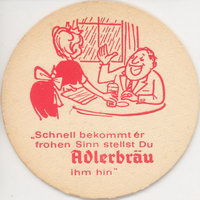 „Schnell bekommt er
frohen Sinn stellst Du
Adlerbräu
ihm hin"